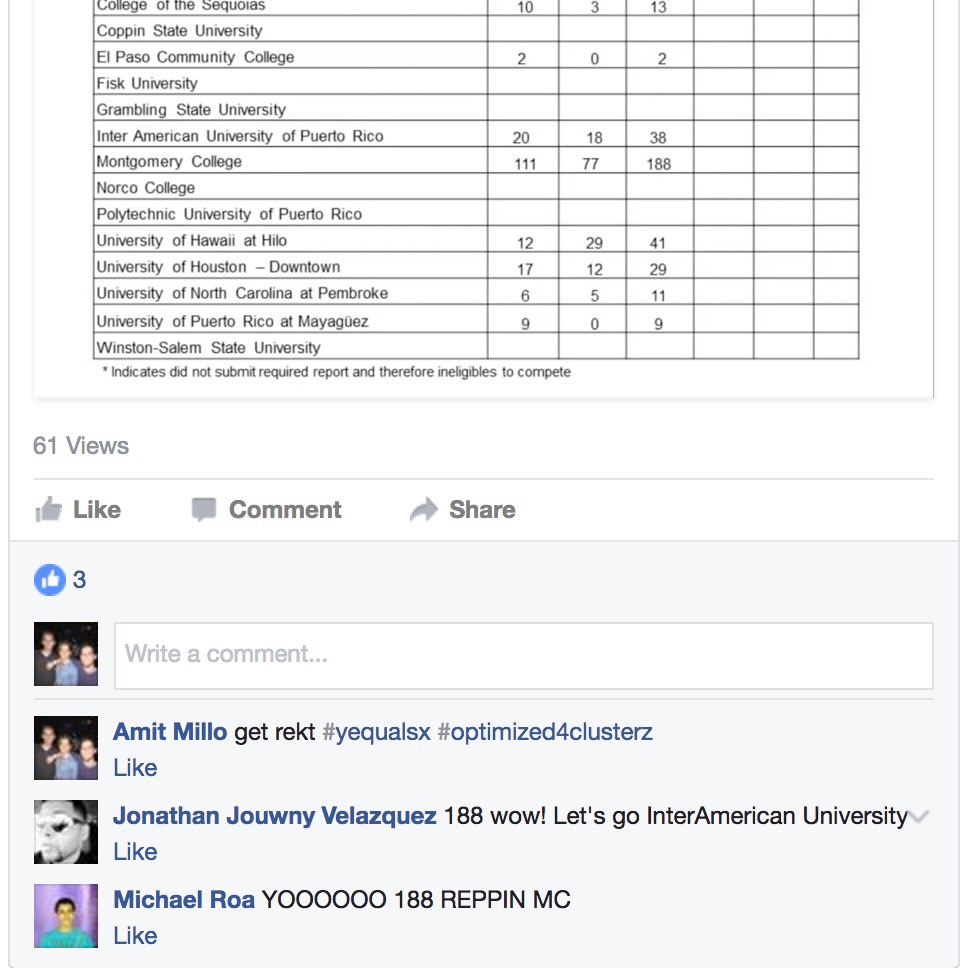 College of the Sequoias 10 3 13
Coppin State University
El Paso Community College 2 0 2
Fisk University
Grambling State University
Inter American University of Puerto Rico 20 18 38
Montgomery College 111 77 188
Norco College
Polytechnic University of Puerto Rico
University of Hawaii at Hilo 12 29 41
University of Houston – Downtown 17 12 29
University of North Carolina at Pembroke 6 5 11
University of Puerto Rico at Mayagüez 9 0 9
Winston-Salem State University
* Indicates did not submit required report and therefore ineligibles to compete
61 Views
Like Comment Share
3
Write a comment...
Amit Millo get rekt #yequalsx #optimized4clusterz
Like
Jonathan Jouwny Velazquez 188 wow! Let's go InterAmerican University
Like
Michael Roa YOOOOOO 188 REPPIN MC
Like